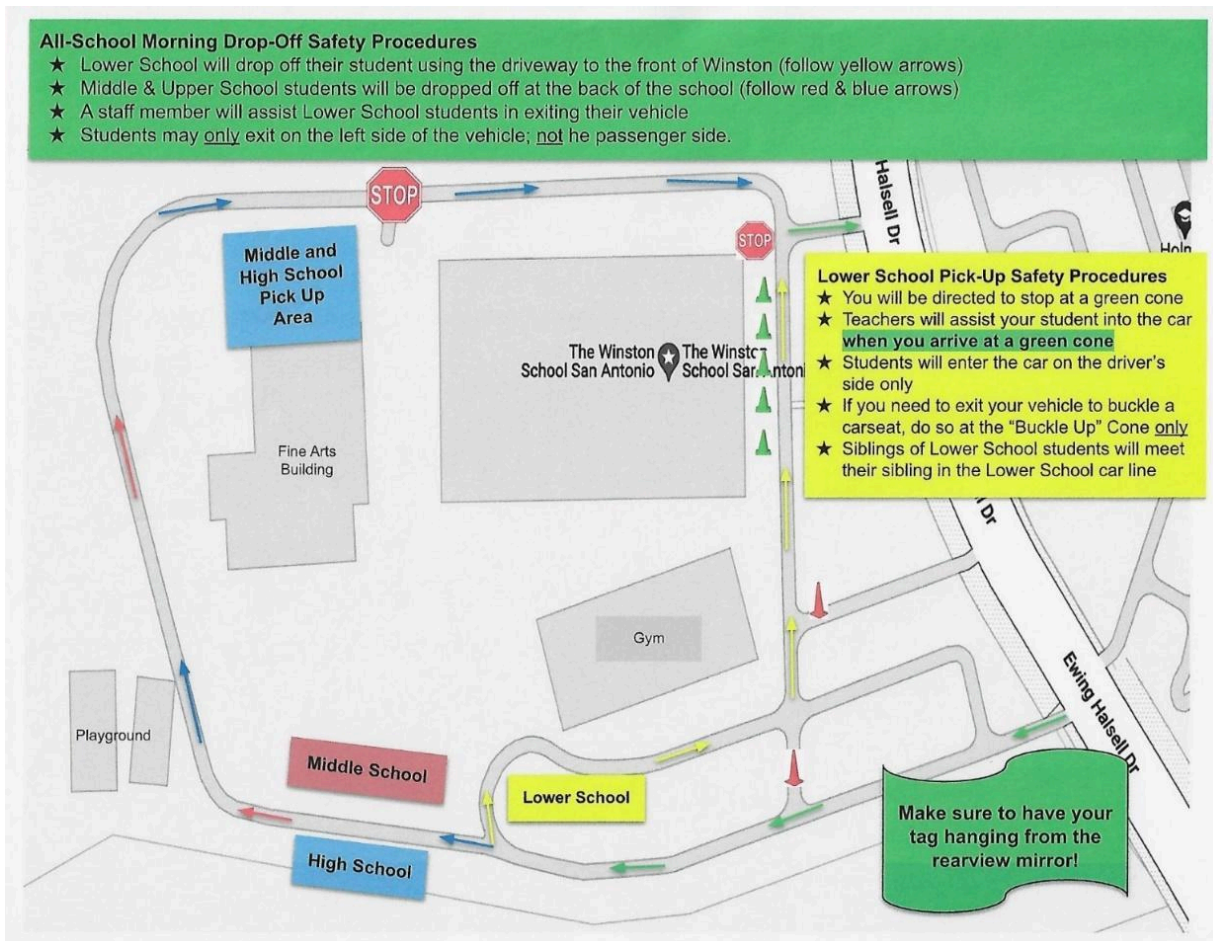 All-School Morning Drop-Off Safety Procedures
★ Lower School will drop off their student using the driveway to the front of Winston (follow yellow arrows)
★ Middle & Upper School students will be dropped off at the back of the school (follow red & blue arrows)
★ A staff member will assist Lower School students in exiting their vehicle
★ Students may only exit on the left side of the vehicle; not he passenger side.
STOP
Halsell Dr
STOP
Middle and
High School
Pick Up
Area
Lower School Pick-Up Safety Procedures
★ You will be directed to stop at a green cone
★ Teachers will assist your student into the car
when you arrive at a green cone
★ Students will enter the car on the driver's
side only
★ If you need to exit your vehicle to buckle a
carseat, do so at the "Buckle Up" Cone only
★ Siblings of Lower School students will meet
their sibling in the Lower School car line
The Winston
School San Antonio
The Winston
School San Antoni
Fine Arts
Building
Dr
Gym
Ewing Halsell Dr
Playground
Middle School
Lower School
High School
Make sure to have your
tag hanging from the
rearview mirror!